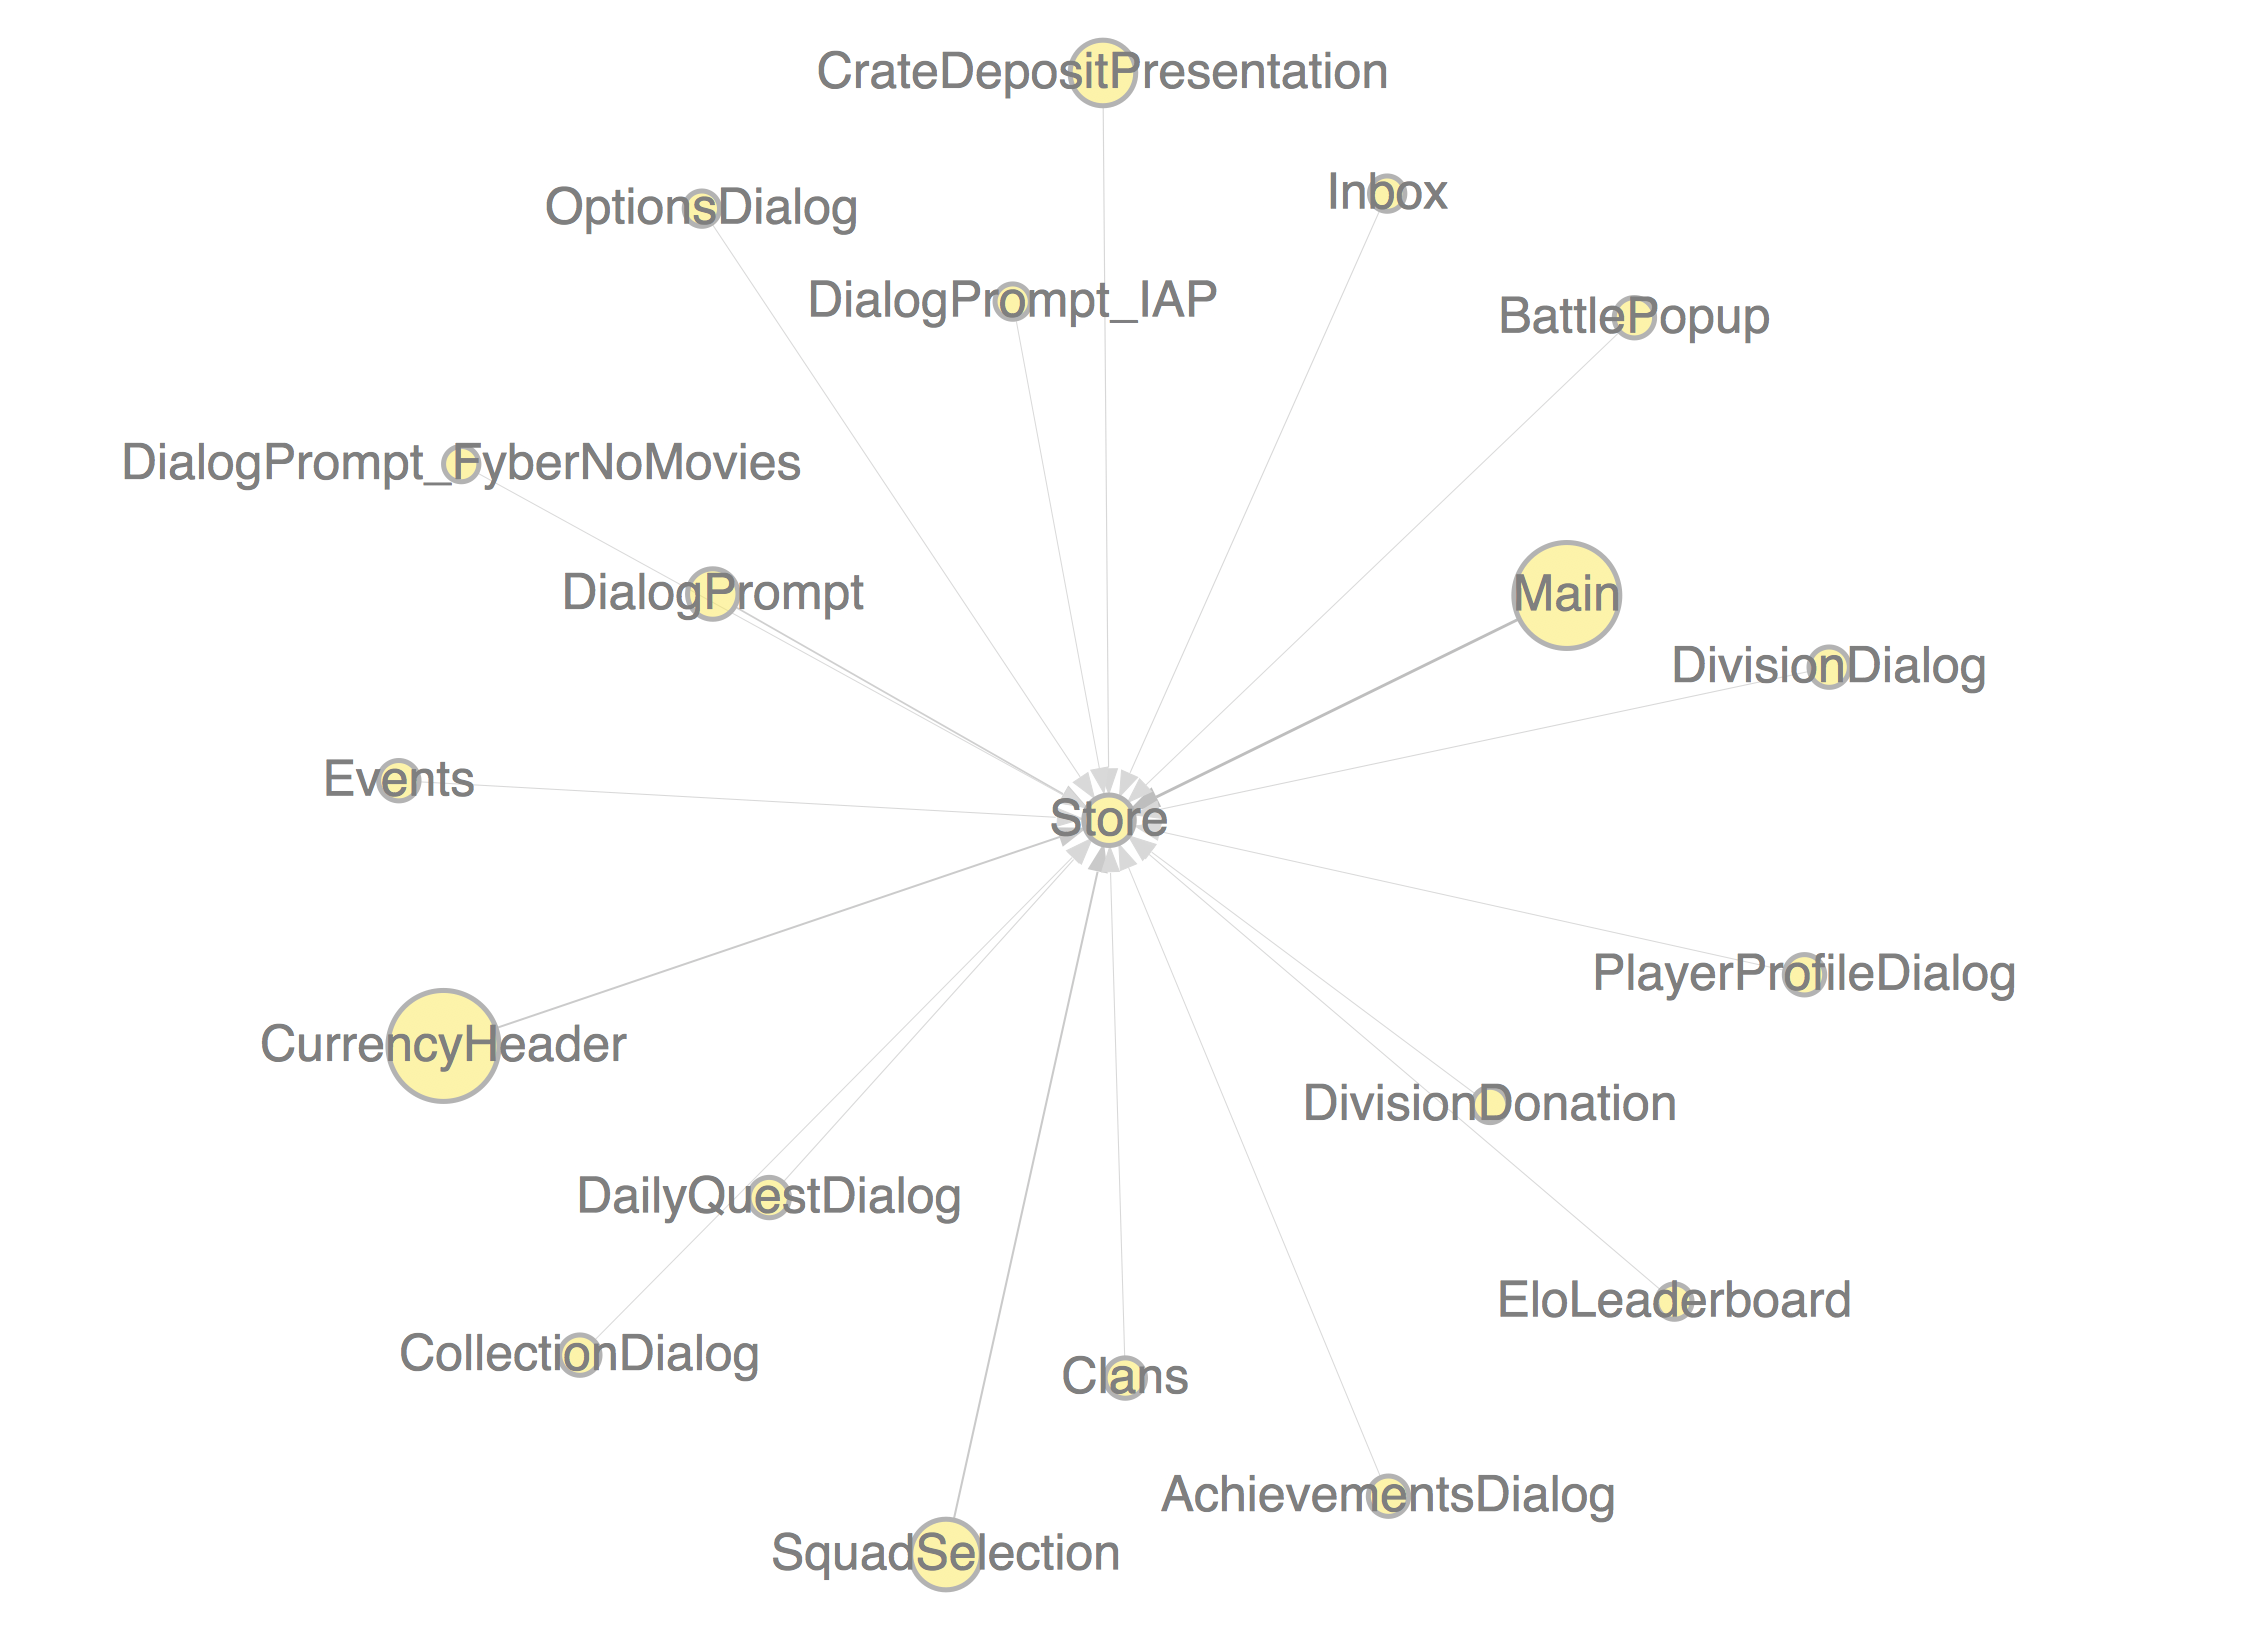 CrateDepositPresentation
Inbox
OptionsDialog
DialogPrompt_IAP
BattlePopup
DialogPrompt_FyberNoMovies
DialogPrompt
Main
DivisionDialog
Events
Store
PlayerProfileDialog
CurrencyHeader
DivisionDonation
DailyQuestDialog
EloLeaderboard
CollectionDialog
Clans
AchievementsDialog
SquadSelection